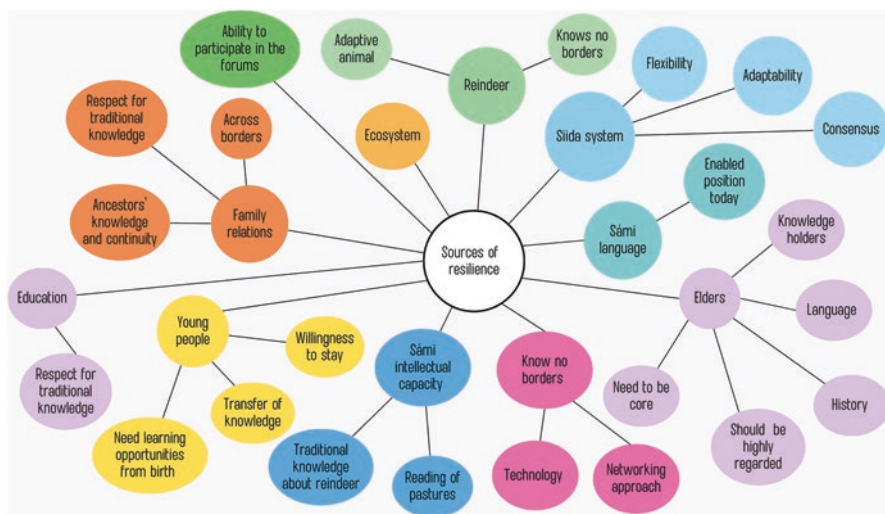 Ability to
participate in the
forums
Adaptive
animal
Knows no
borders
Reindeer
Flexibility
Adaptability
Siida system
Consensus
Respect for
traditional
knowledge
Across
borders
Ecosystem
Enabled
position
today
Ancestors'
knowledge
and continuity
Family
relations
Sámi
language
Knowledge
holders
Sources of
resilience
Education
Elders
Language
Young
people
Willingness
to stay
Sámi
intellectual
capacity
Know no
borders
Respect for
traditional
knowledge
Need to be
core
History
Transfer of
knowledge
Need learning
opportunities
from birth
Should be
highly
regarded
Traditional
knowledge
about reindeer
Reading of
pastures
Technology
Networking
approach